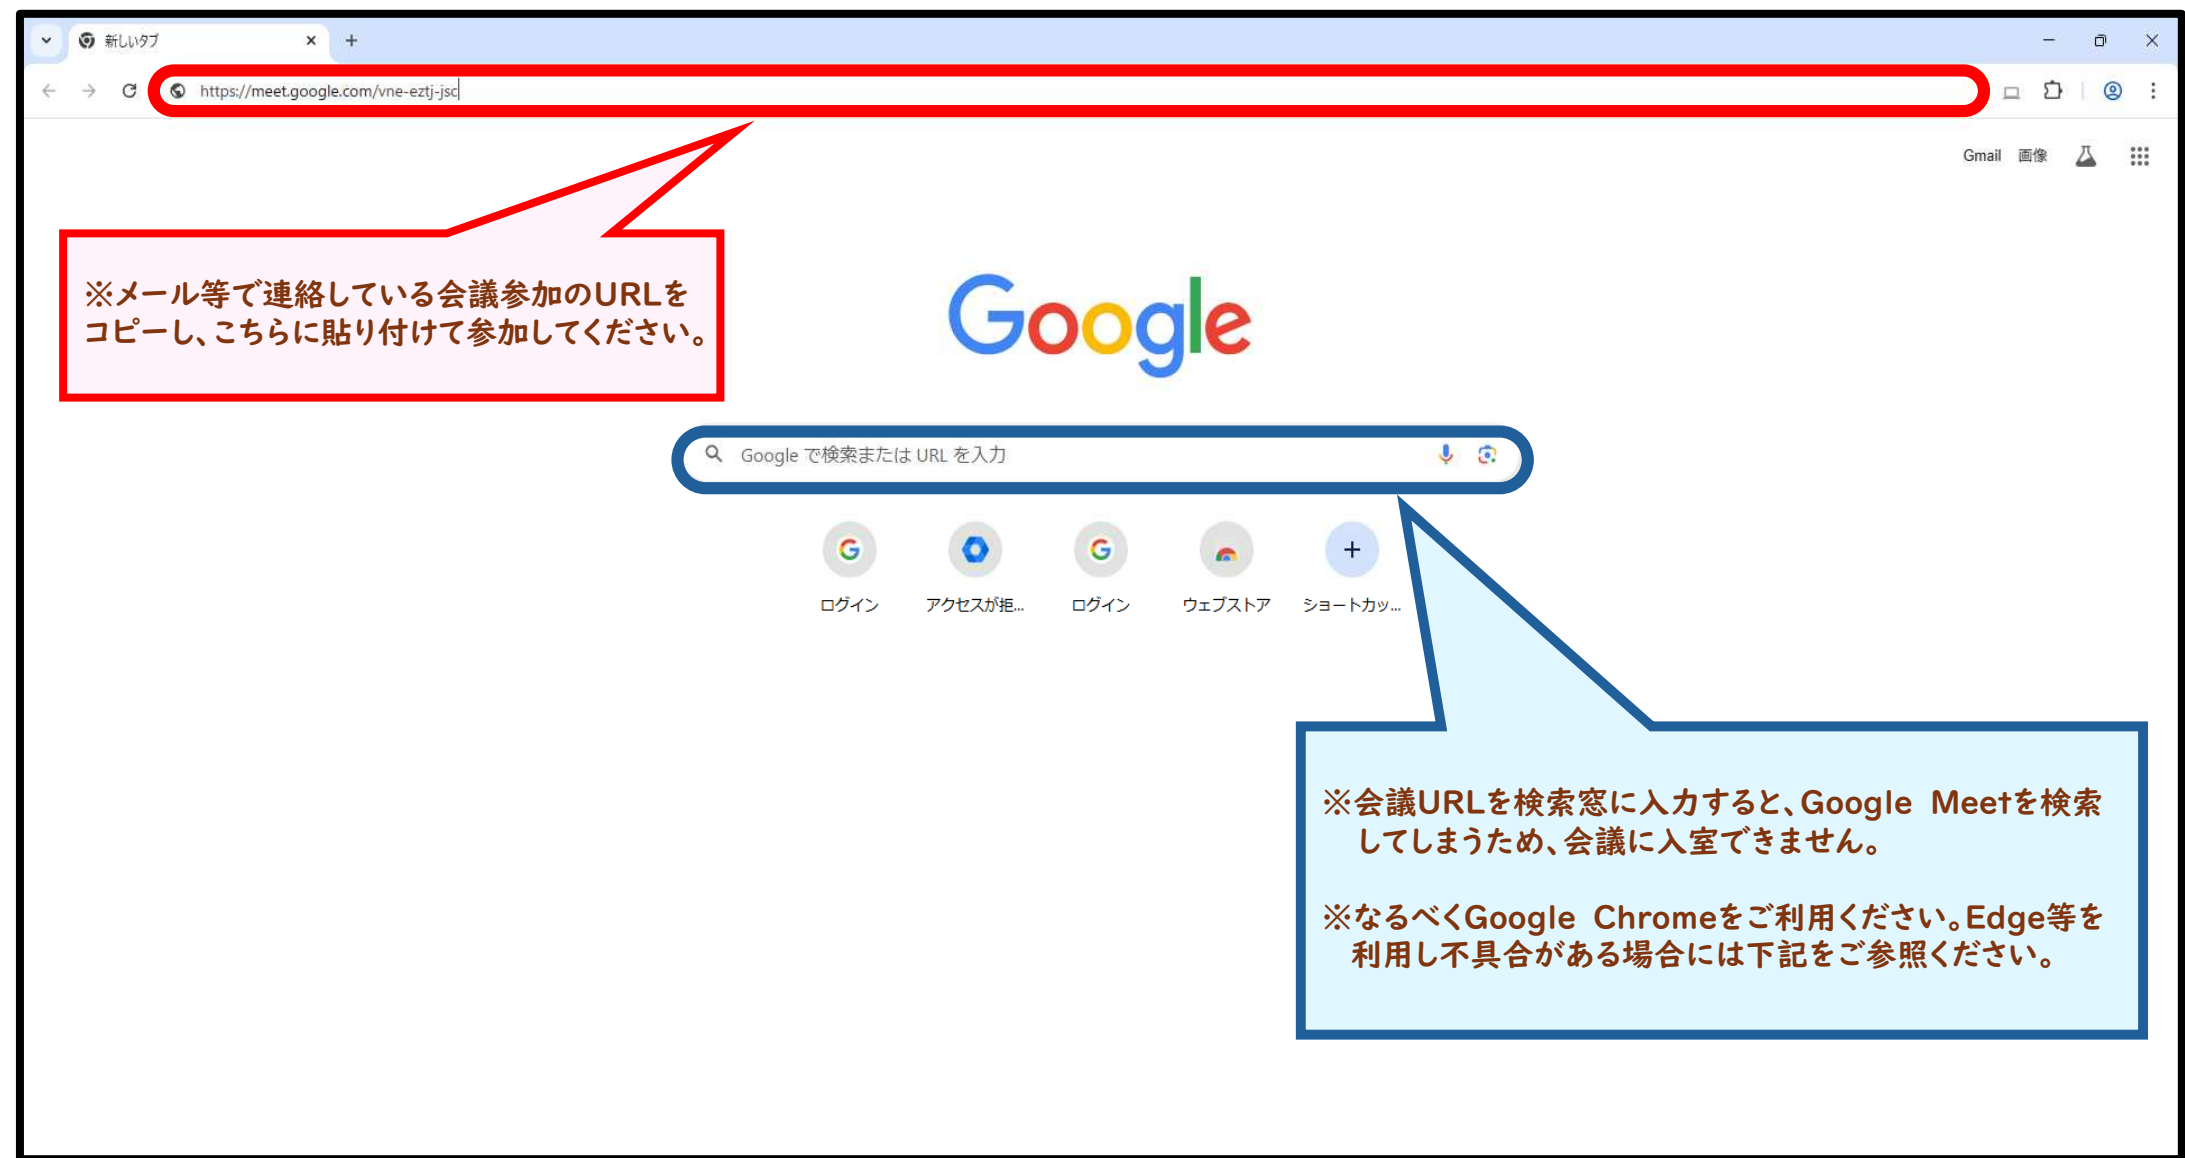 新しいタブ
https://meet.google.com/vne-eztj-jsc
Gmail 画像
※メール等で連絡している会議参加のURLを
コピーし、こちらに貼り付けて参加してください。
Google
Google で検索または URL を入力
ログイン アクセスが拒... ログイン ウェブストア ショートカッ...
※会議URLを検索窓に入力すると、Google Meetを検索
してしまうため、会議に入室できません。
※なるべくGoogle Chromeをご利用ください。Edge等を
利用し不具合がある場合には下記をご参照ください。